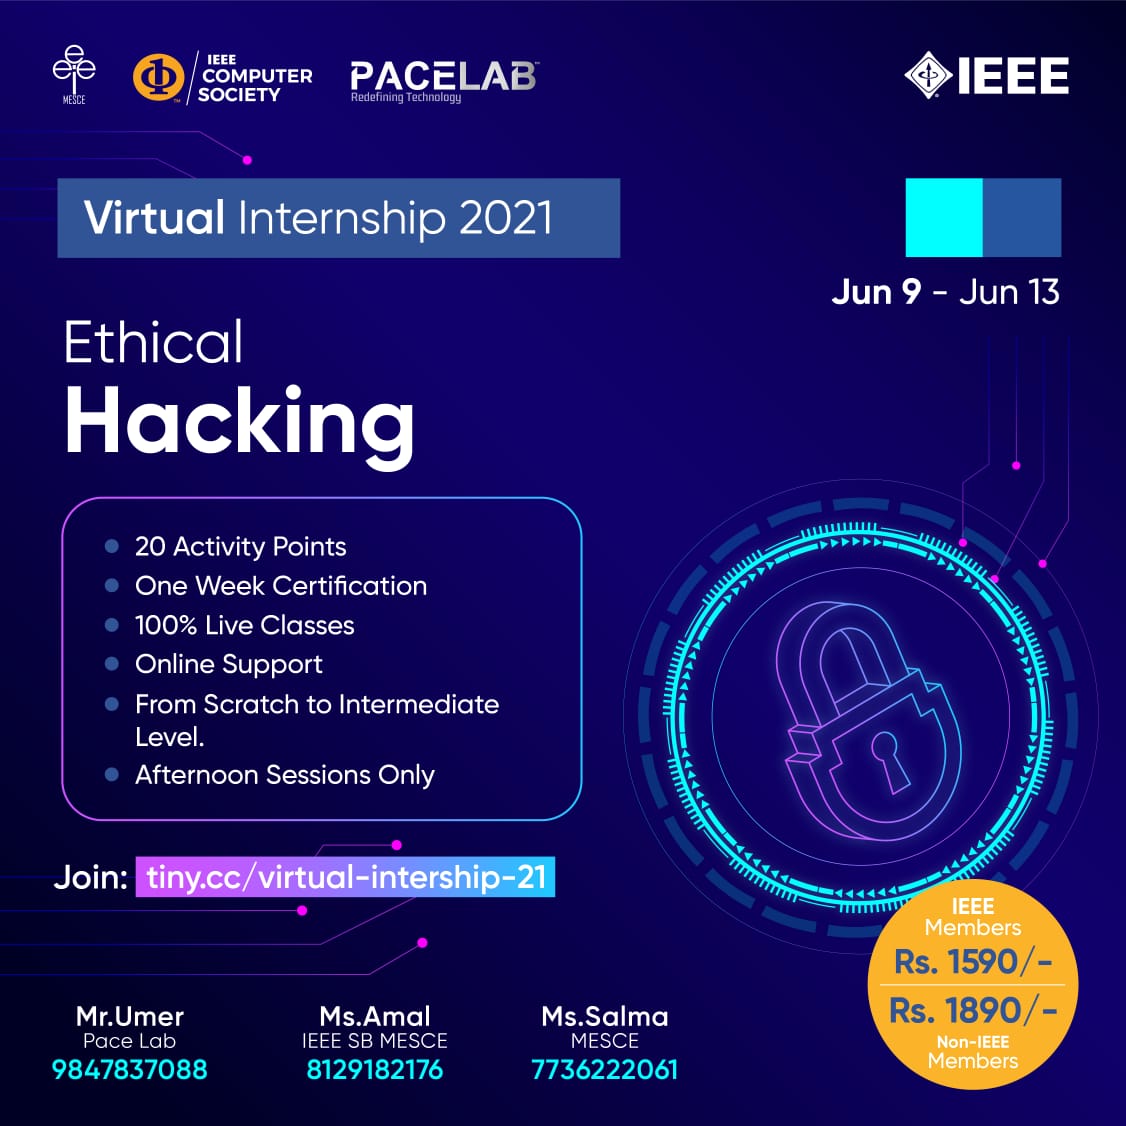 MESCE
IEEE
COMPUTER
SOCIETY
PACELAB
Redefining Technology
IEEE
Virtual Internship 2021
Jun 9 - Jun 13
Ethical
Hacking
20 Activity Points
One Week Certification
100% Live Classes
Online Support
From Scratch to Intermediate
Level.
Afternoon Sessions Only
Join: tiny.cc/virtual-intership-21
IEEE
Members
Rs. 1590/-
Rs. 1890/-
Non-IEEE
Members
Mr.Umer
Pace Lab
9847837088
Ms.Amal
IEEE SB MESCE
8129182176
Ms.Salma
MESCE
7736222061